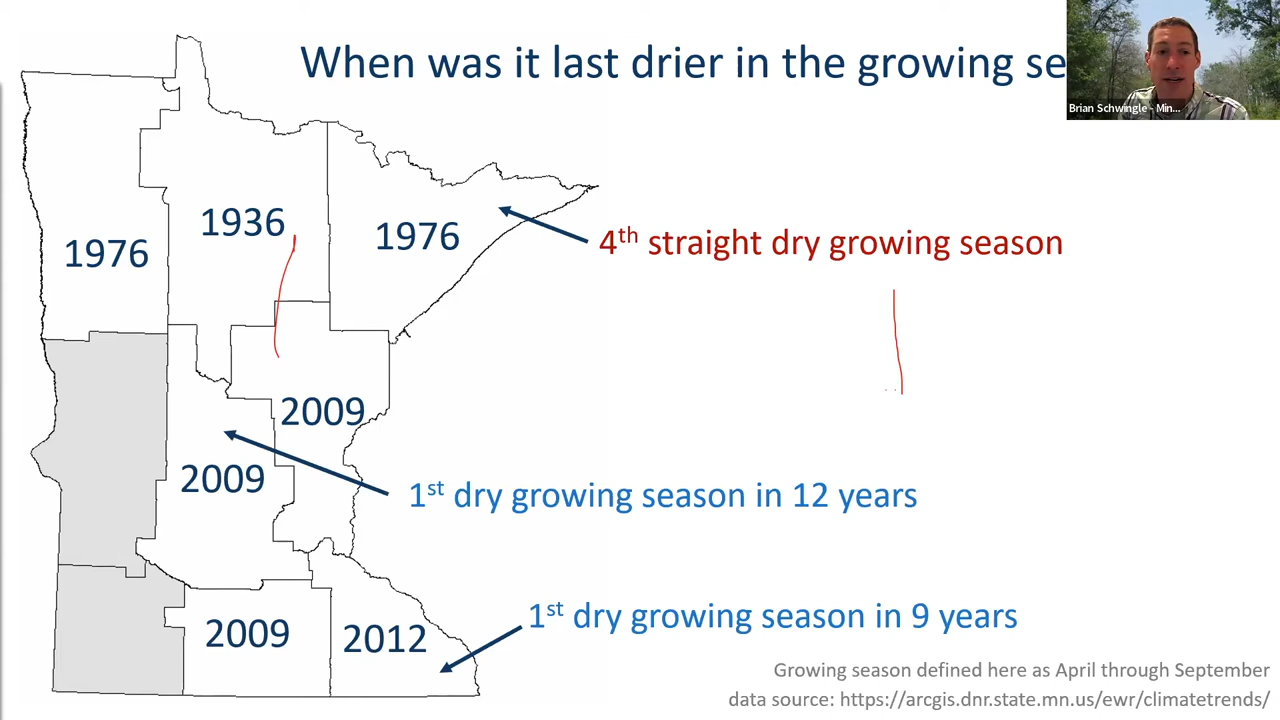 When was it last drier in the growing se
Brian Schwingle - Min...
1936
1976
1976
4th straight dry growing season
2009
2009
1st dry growing season in 12 years
2009
2012
1st dry growing season in 9 years
Growing season defined here as April through September
data source: https://arcgis.dnr.state.mn.us/ewr/climatetrends/